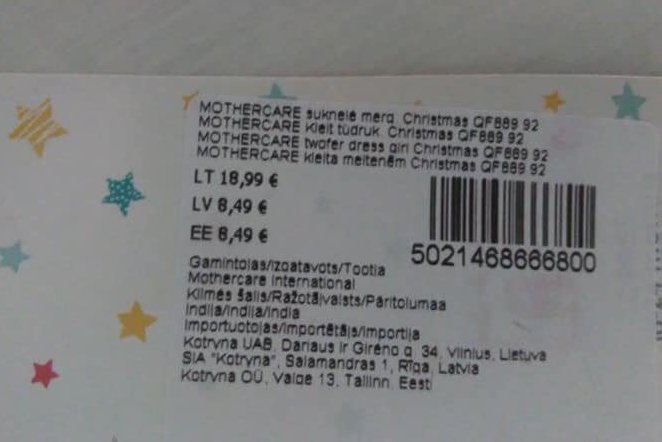 MOTHERCARE suknelė merg. Christmas QF889 92
MOTHERCARE Kleit tüdruk. Christmas QF889 92
MOTHERCARE twofer dress girl Christmas QF889 92
MOTHERCARE kleita meitenēm Christmas QF889 92
LT 18,99 €
LV 8,49 €
EE 8,49 €
5021468666800
Gamintojas/Izgatavots/Tootja
Mothercare International
Kilmės šalis/Ražotājvalsts/Päritolumaa
Indija/Indija/India
Importuotojas/Importētājs/Importija
Kotryna UAB, Dariaus ir Girėno g. 34, Vilnius, Lietuva
SIA "Kotryna", Salamandras 1, Rīga, Latvia
Kotryna OÜ, Valge 13, Tallinn, Eesti